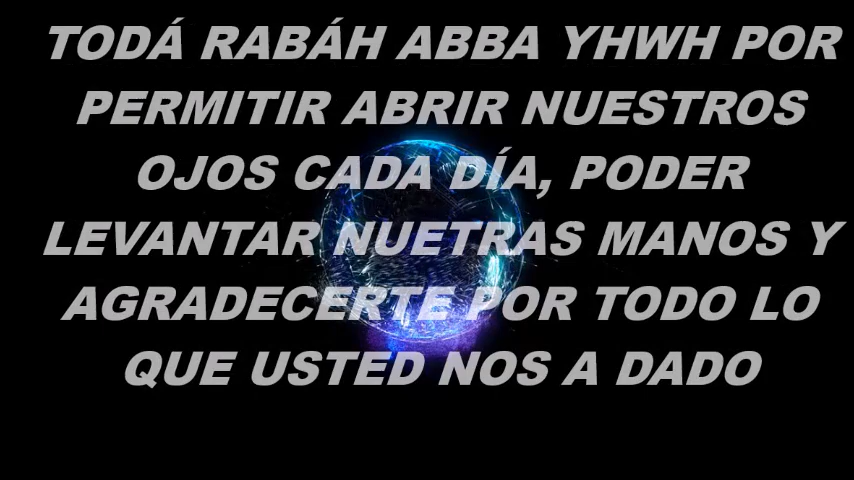 TODÁ RABÁH ABBA YHWH POR
PERMITIR ABRIR NUESTROS
OJOS CADA DÍA, PODER
LEVANTAR NUETRAS MANOS Y
AGRADECERTE POR TODO LO
QUE USTED NOS A DADO